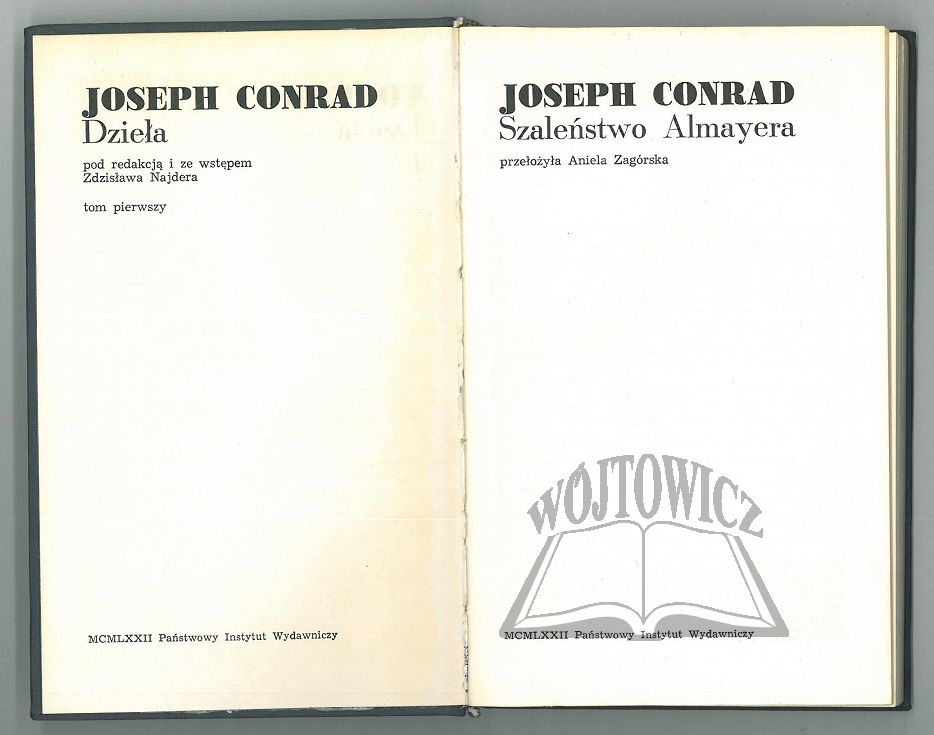 JOSEPH CONRAD
Dzieła
pod redakcją i ze wstępem
Zdzisława Najdera
tom pierwszy
MCMLXXII Państwowy Instytut Wydawniczy
JOSEPH CONRAD
Szaleństwo Almayera
przełożyła Aniela Zagórska
WÓJTOWICZ
MCMLXXII Państwowy Instytut Wydawniczy